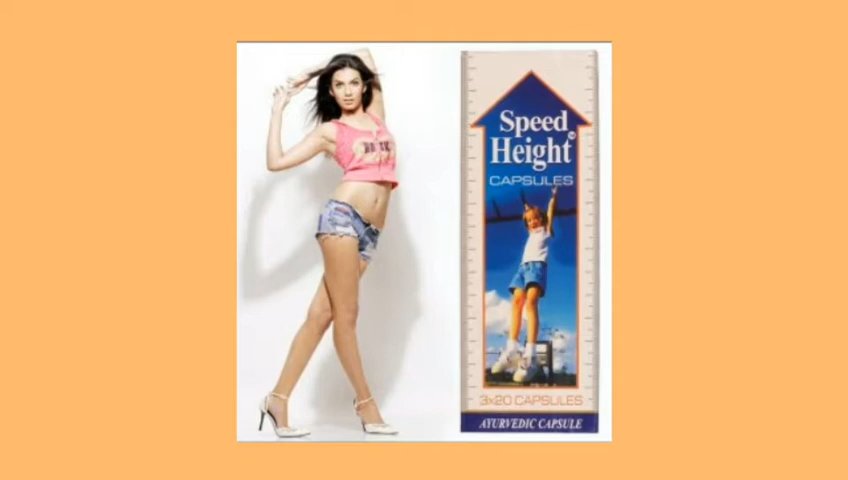 Speed
Height
CAPSULES
3x20 CAPSULES
AYURVEDIC CAPSULE